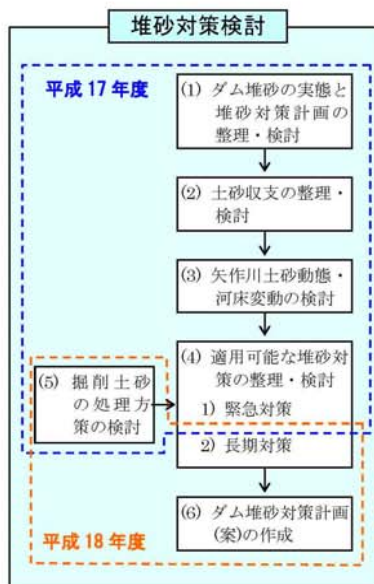 堆砂対策検討
平成17年度
(1) ダム堆砂の実態と
堆砂対策計画の
整理・検討
(2) 土砂収支の整理・
検討
(3) 矢作川土砂動態・
河床変動の検討
(4) 適用可能な堆砂対
策の整理・検討
1) 緊急対策
2) 長期対策
(5) 掘削土砂
の処理方
策の検討
(6) ダム堆砂対策計画
(案)の作成
平成18年度